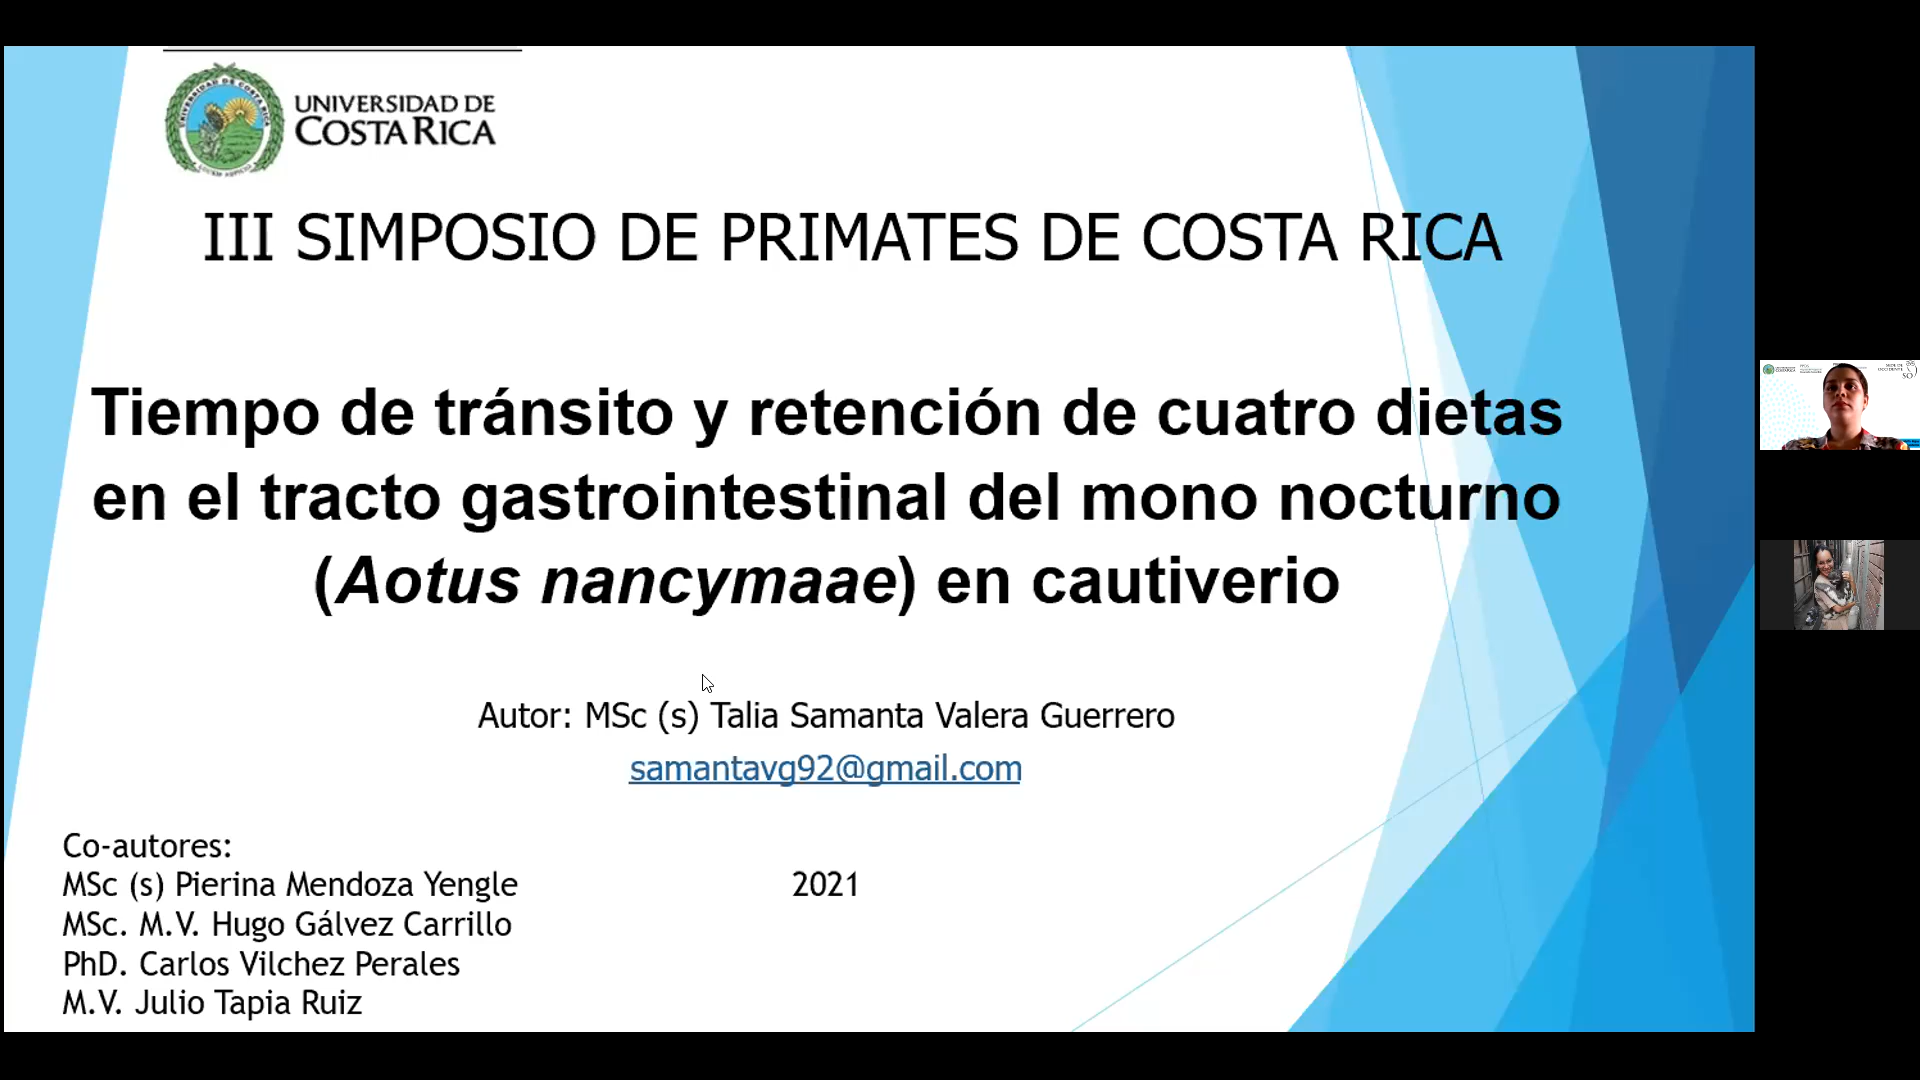 UNIVERSIDAD DE
COSTA RICA
III SIMPOSIO DE PRIMATES DE COSTA RICA
Tiempo de tránsito y retención de cuatro dietas
en el tracto gastrointestinal del mono nocturno
(Aotus nancymaae) en cautiverio
Autor: MSc (s) Talia Samanta Valera Guerrero
samantavg92@gmail.com
Co-autores:
MSc (s) Pierina Mendoza Yengle
2021
MSc. M.V. Hugo Gálvez Carrillo
PhD. Carlos Vilchez Perales
M.V. Julio Tapia Ruiz